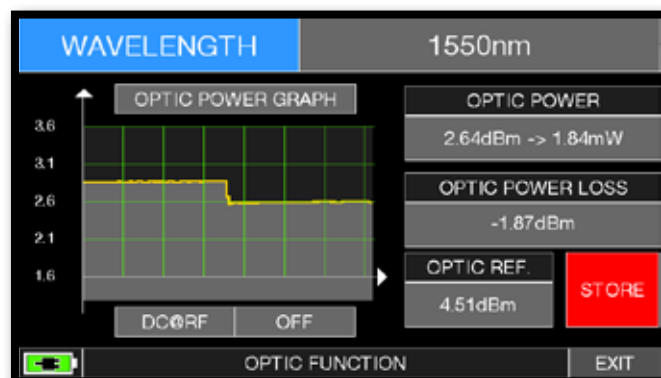 WAVELENGTH 1550nm
OPTIC POWER GRAPH
3.6
3.1
2.6
2.1
1.6
DC@RF OFF
OPTIC POWER
2.64dBm -> 1.84mW
OPTIC POWER LOSS
-1.87dBm
OPTIC REF.
4.51dBm
STORE
OPTIC FUNCTION EXIT